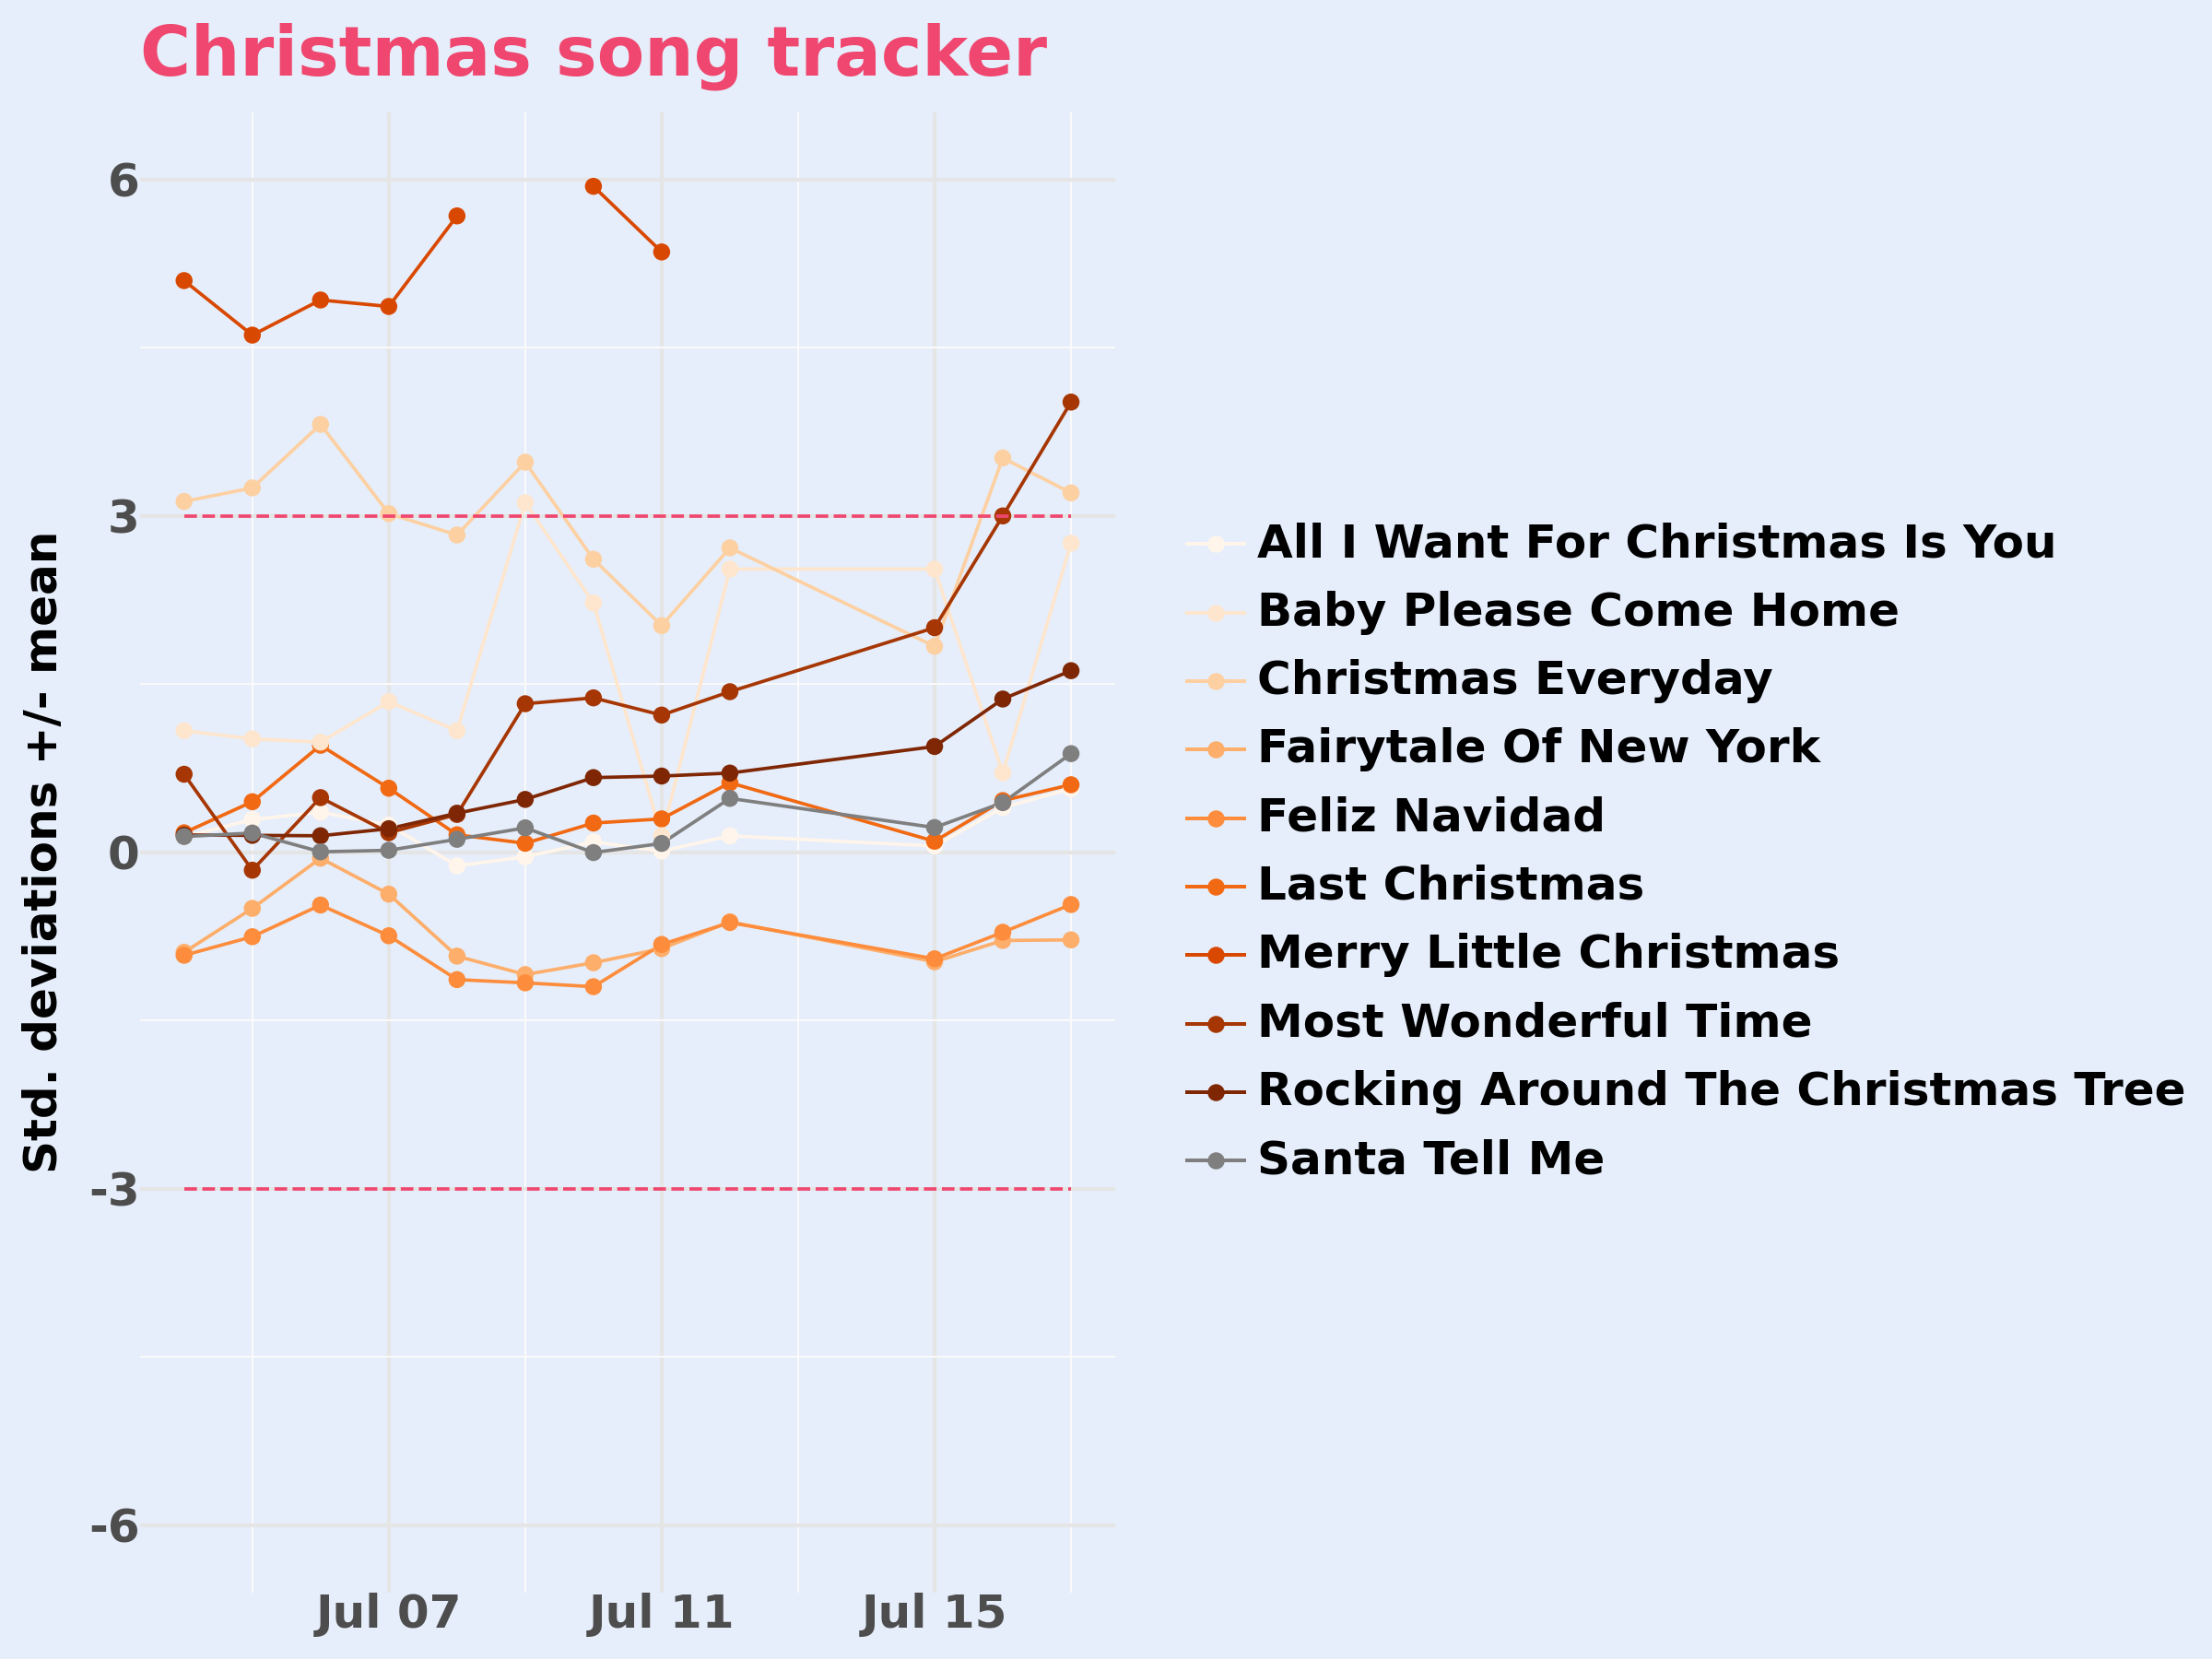 Christmas song tracker
Std. deviations +/- mean
6
3
0
-3
-6
Jul 07
Jul 11
Jul 15
All I Want For Christmas Is You
Baby Please Come Home
Christmas Everyday
Fairytale Of New York
Feliz Navidad
Last Christmas
Merry Little Christmas
Most Wonderful Time
Rocking Around The Christmas Tree
Santa Tell Me